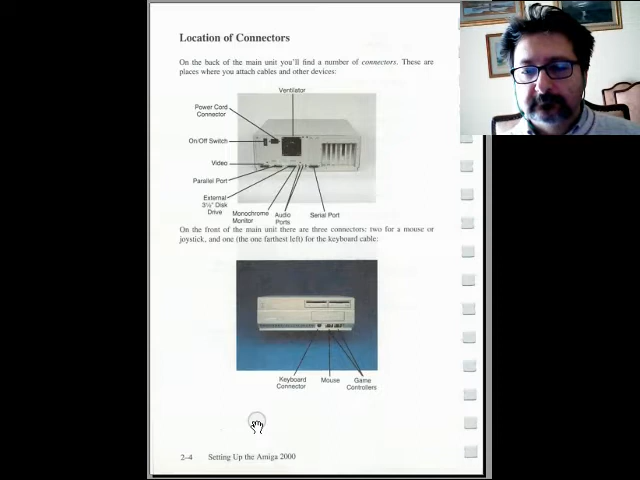 Location of Connectors
On the back of the main unit you'll find a number of connectors. These are
places where you attach cables and other devices:
Ventilator
Power Cord
Connector
On/Off Switch
Video
Parallel Port
External
3½" Disk
Drive
Monochrome
Monitor
Audio
Ports
Serial Port
On the front of the main unit there are three connectors: two for a mouse or
joystick, and one (the one farthest left) for the keyboard cable:
Keyboard
Connector
Mouse
Game
Controllers
2–4 Setting Up the Amiga 2000